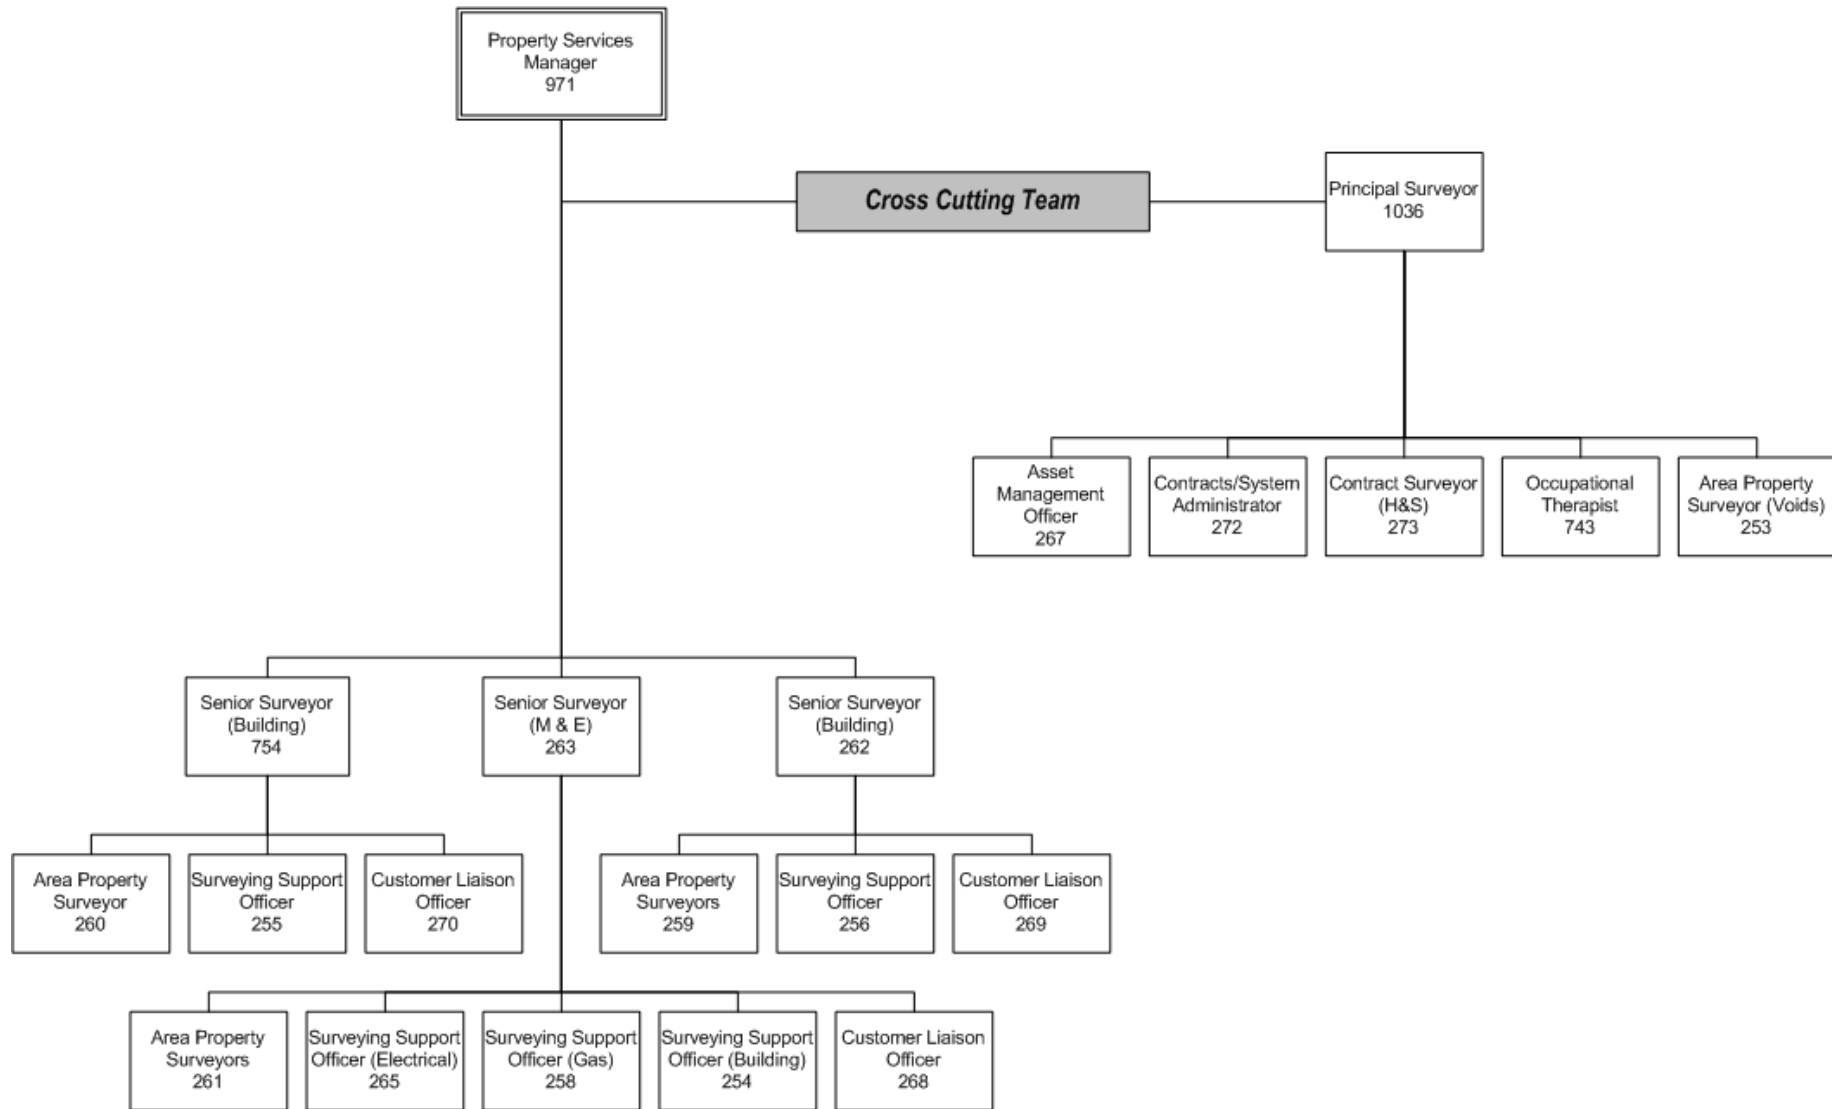 Property Services
Manager
971
Cross Cutting Team
Principal Surveyor
1036
Asset
Management
Officer
267
Contracts/System
Administrator
272
Contract Surveyor
(H&S)
273
Occupational
Therapist
743
Area Property
Surveyor (Voids)
253
Senior Surveyor
(Building)
754
Senior Surveyor
(M & E)
263
Senior Surveyor
(Building)
262
Area Property
Surveyor
260
Surveying Support
Officer
255
Customer Liaison
Officer
270
Area Property
Surveyors
259
Surveying Support
Officer
256
Customer Liaison
Officer
269
Area Property
Surveyors
261
Surveying Support
Officer (Electrical)
265
Surveying Support
Officer (Gas)
258
Surveying Support
Officer (Building)
254
Customer Liaison
Officer
268